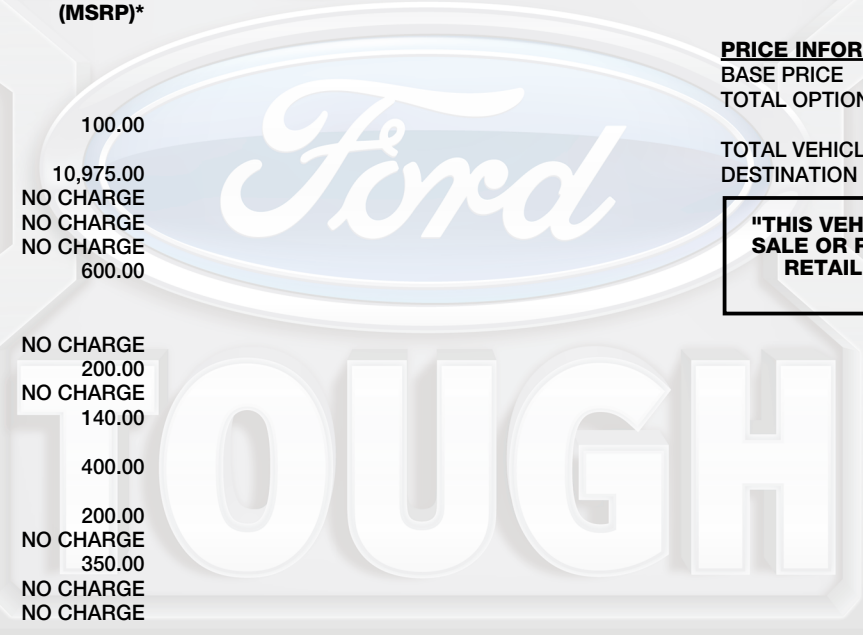 (MSRP)*
100.00
10,975.00
NO CHARGE
NO CHARGE
NO CHARGE
600.00
NO CHARGE
200.00
NO CHARGE
140.00
400.00
200.00
NO CHARGE
350.00
NO CHARGE
NO CHARGE
PRICE INFOR
BASE PRICE
TOTAL OPTION
TOTAL VEHICL
DESTINATION
"THIS VEH
SALE OR R
RETAIL
Ford
TOUGH